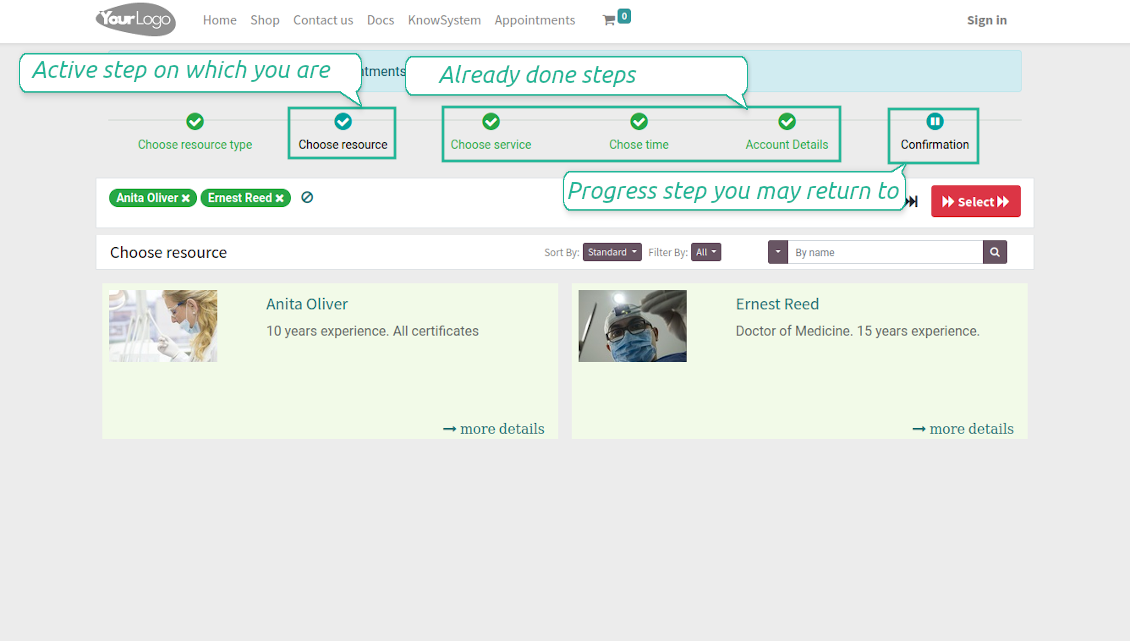 YourLogo
Home Shop Contact us Docs KnowSystem Appointments 0 Sign in
Active step on which you are
Already done steps
Choose resource type Choose resource Choose service Chose time Account Details Confirmation
Progress step you may return to
Anita Oliver Ernest Reed Select
Choose resource Sort By: Standard Filter By: All By name
Anita Oliver
10 years experience. All certificates
more details
Ernest Reed
Doctor of Medicine. 15 years experience.
more details